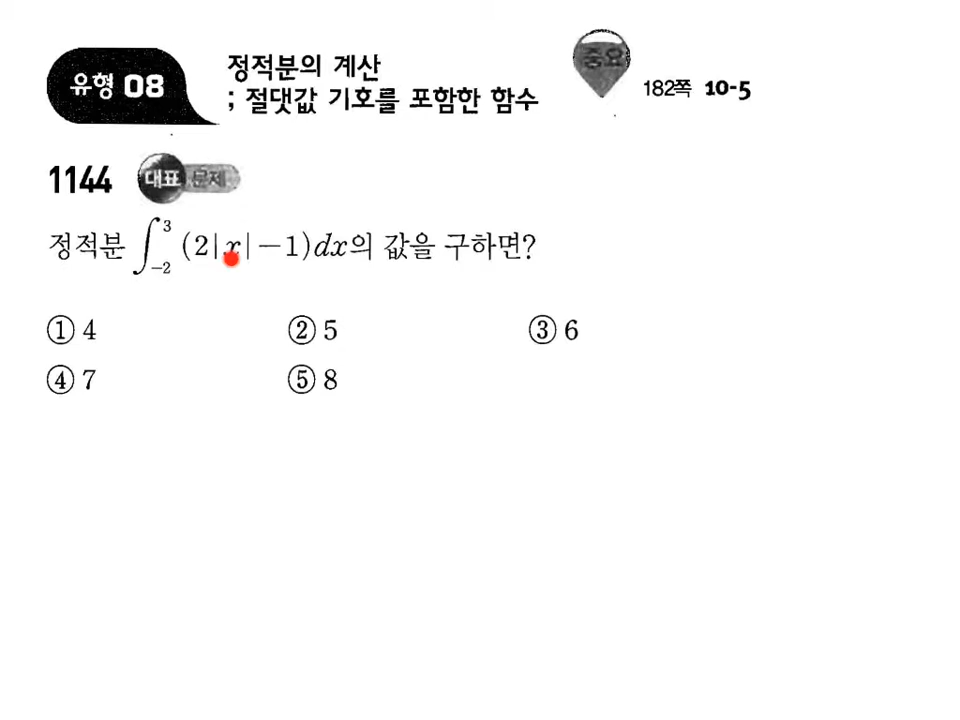 유형 08
정적분의 계산
; 절댓값 기호를 포함한 함수
중요
182쪽 10-5
1144 대표 문제
정적분 ∫_{-2}^{3} (2|x|-1)dx의 값을 구하면?
① 4 ② 5 ③ 6
④ 7 ⑤ 8